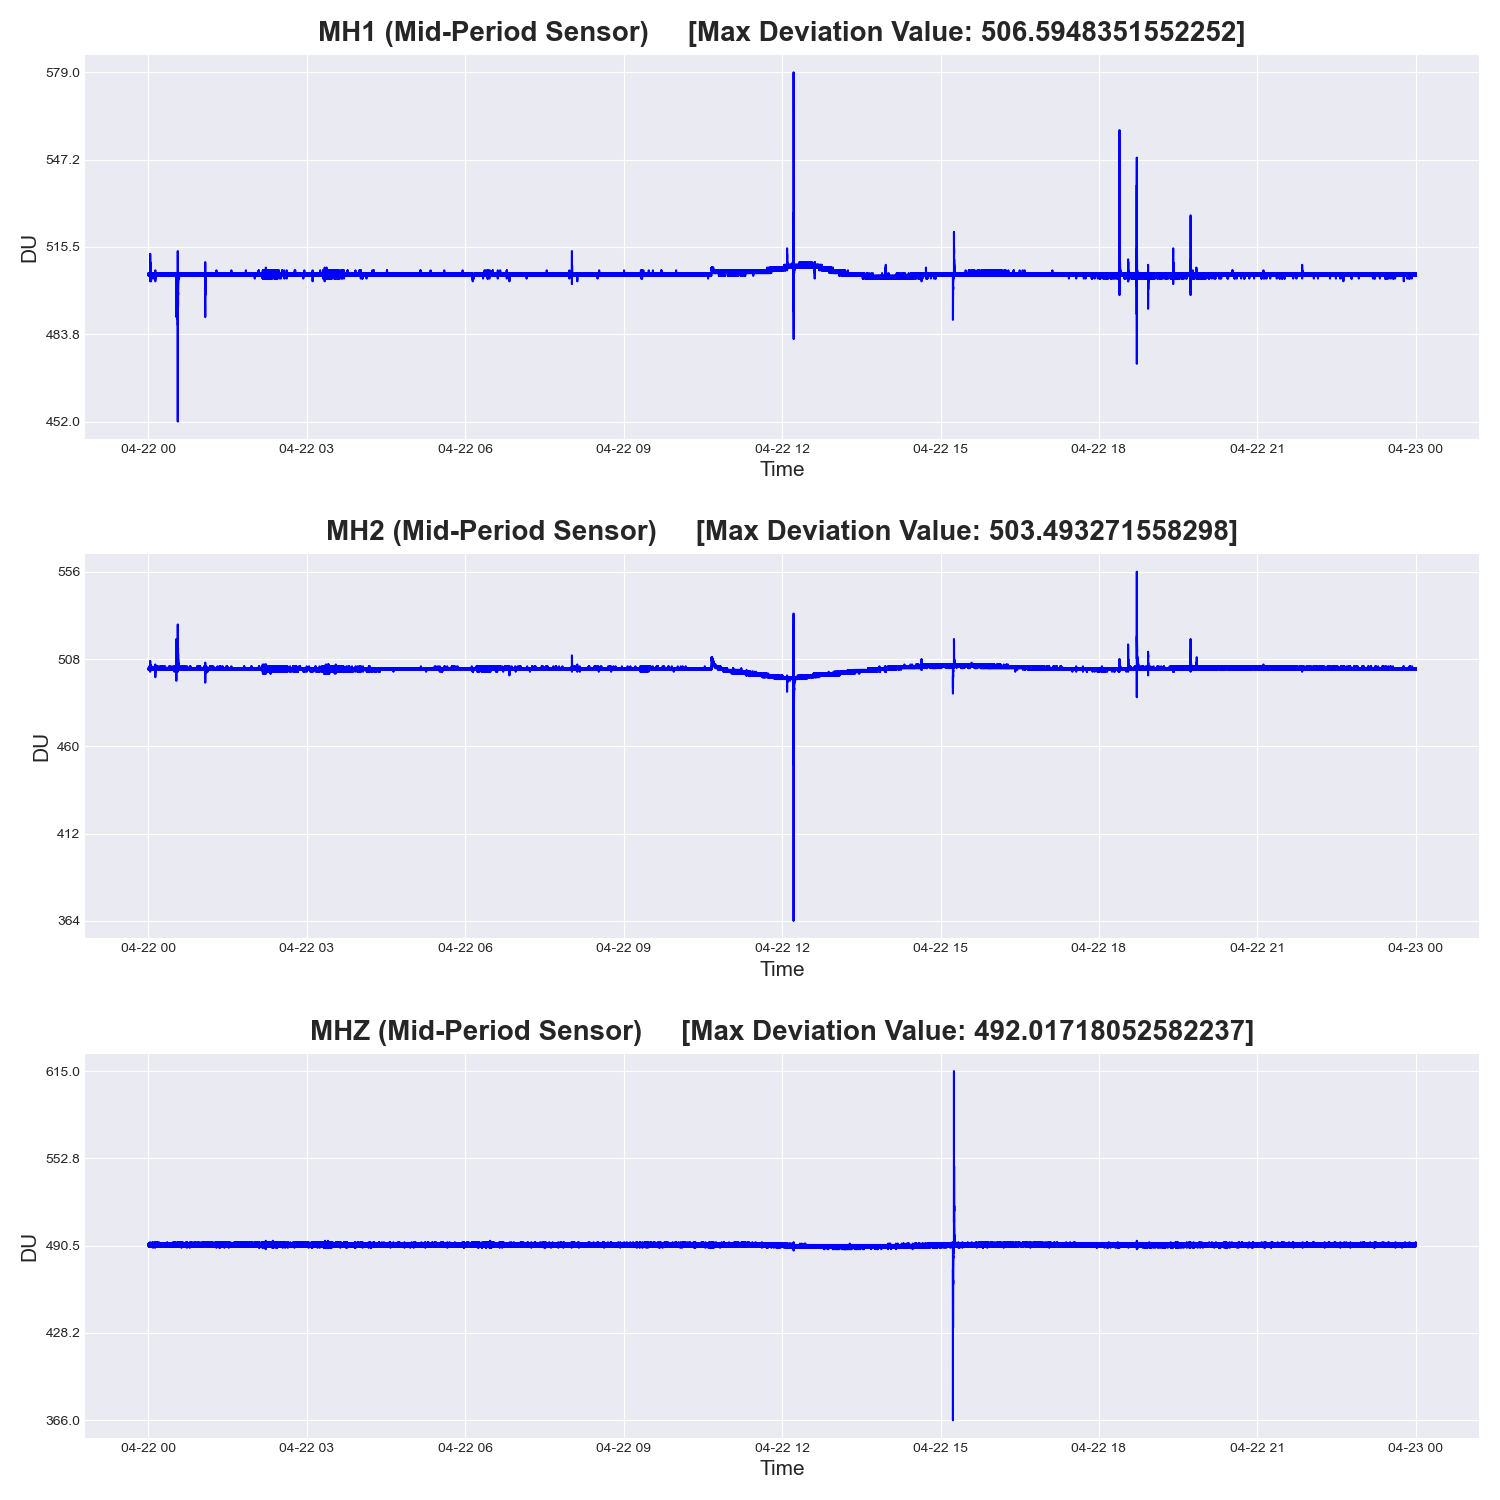 MH1 (Mid-Period Sensor) [Max Deviation Value: 506.5948351552252]
579.0
547.2
515.5
483.8
452.0
DU
04-22 00 04-22 03 04-22 06 04-22 09 04-22 12 04-22 15 04-22 18 04-22 21 04-23 00
Time
MH2 (Mid-Period Sensor) [Max Deviation Value: 503.493271558298]
556
508
460
412
364
DU
04-22 00 04-22 03 04-22 06 04-22 09 04-22 12 04-22 15 04-22 18 04-22 21 04-23 00
Time
MHZ (Mid-Period Sensor) [Max Deviation Value: 492.01718052582237]
615.0
552.8
490.5
428.2
366.0
DU
04-22 00 04-22 03 04-22 06 04-22 09 04-22 12 04-22 15 04-22 18 04-22 21 04-23 00
Time